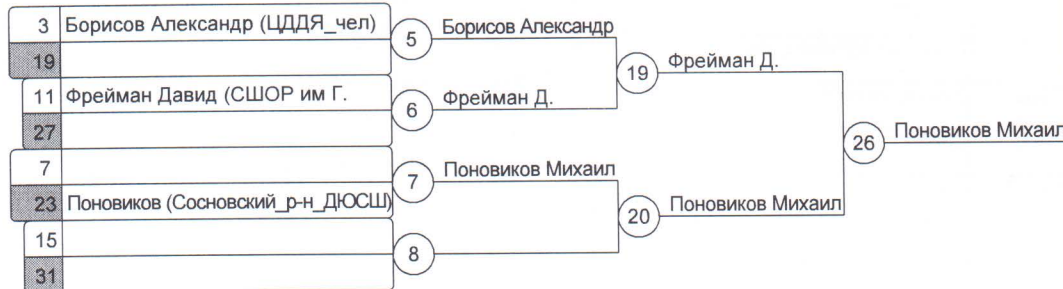 3 Борисов Александр (ЦДДЯ_чел)
19
5 Борисов Александр
11 Фрейман Давид (СШОР им Г.
27
6 Фрейман Д.
19 Фрейман Д.
7
23 Поновиков (Сосновский_р-н_ДЮСШ)
7 Поновиков Михаил
15
31
8
20 Поновиков Михаил
26 Поновиков Михаил